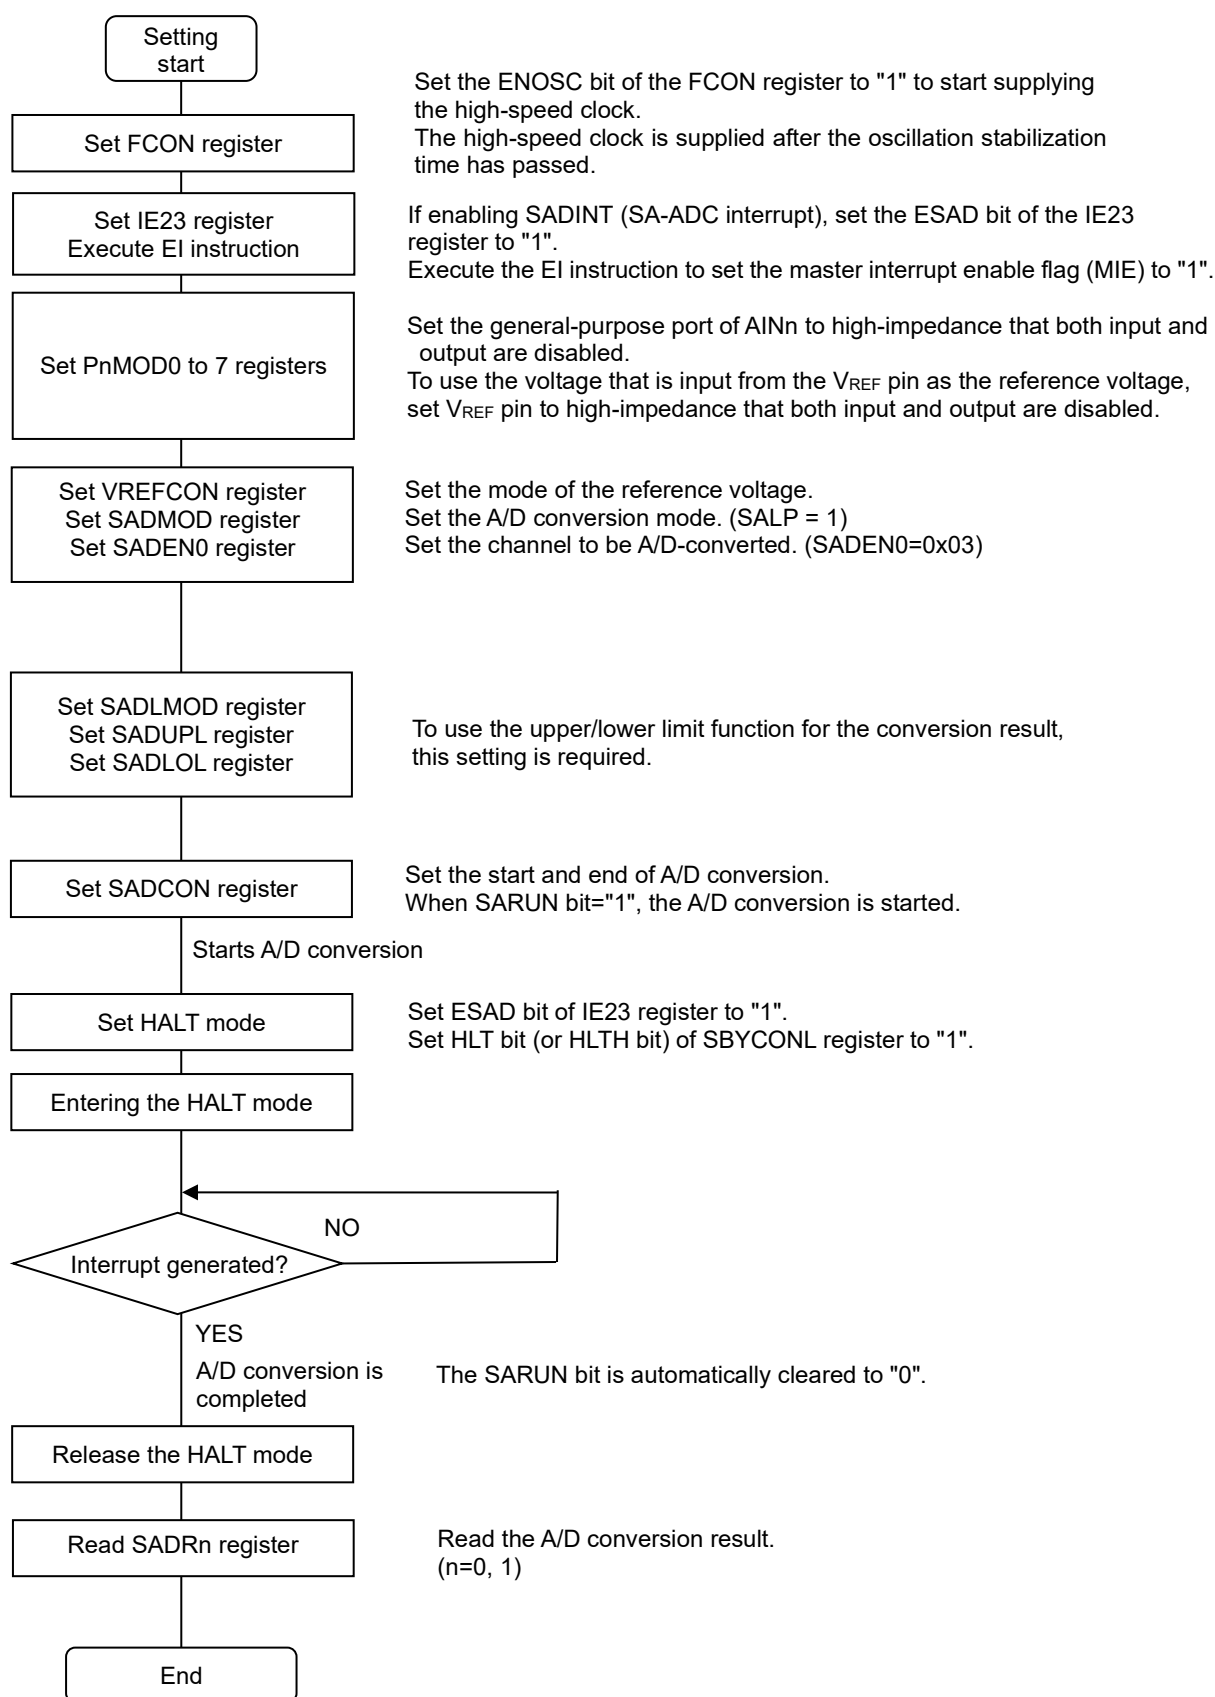 Setting
start
Set the ENOSC bit of the FCON register to "1" to start supplying
the high-speed clock.
The high-speed clock is supplied after the oscillation stabilization
time has passed.
Set FCON register
Set IE23 register
Execute EI instruction
If enabling SADINT (SA-ADC interrupt), set the ESAD bit of the IE23
register to "1".
Execute the EI instruction to set the master interrupt enable flag (MIE) to "1".
Set PnMOD0 to 7 registers
Set the general-purpose port of AINn to high-impedance that both input and
output are disabled.
To use the voltage that is input from the VREF pin as the reference voltage,
set VREF pin to high-impedance that both input and output are disabled.
Set VREFCON register
Set SADMOD register
Set SADEN0 register
Set the mode of the reference voltage.
Set the A/D conversion mode. (SALP = 1)
Set the channel to be A/D-converted. (SADEN0=0x03)
Set SADLMOD register
Set SADUPL register
Set SADLOL register
To use the upper/lower limit function for the conversion result,
this setting is required.
Set SADCON register
Set the start and end of A/D conversion.
When SARUN bit="1", the A/D conversion is started.
Starts A/D conversion
Set HALT mode
Set ESAD bit of IE23 register to "1".
Set HLT bit (or HLTH bit) of SBYCONL register to "1".
Entering the HALT mode
NO
Interrupt generated?
YES
A/D conversion is
completed
The SARUN bit is automatically cleared to "0".
Release the HALT mode
Read SADRn register
Read the A/D conversion result.
(n=0, 1)
End